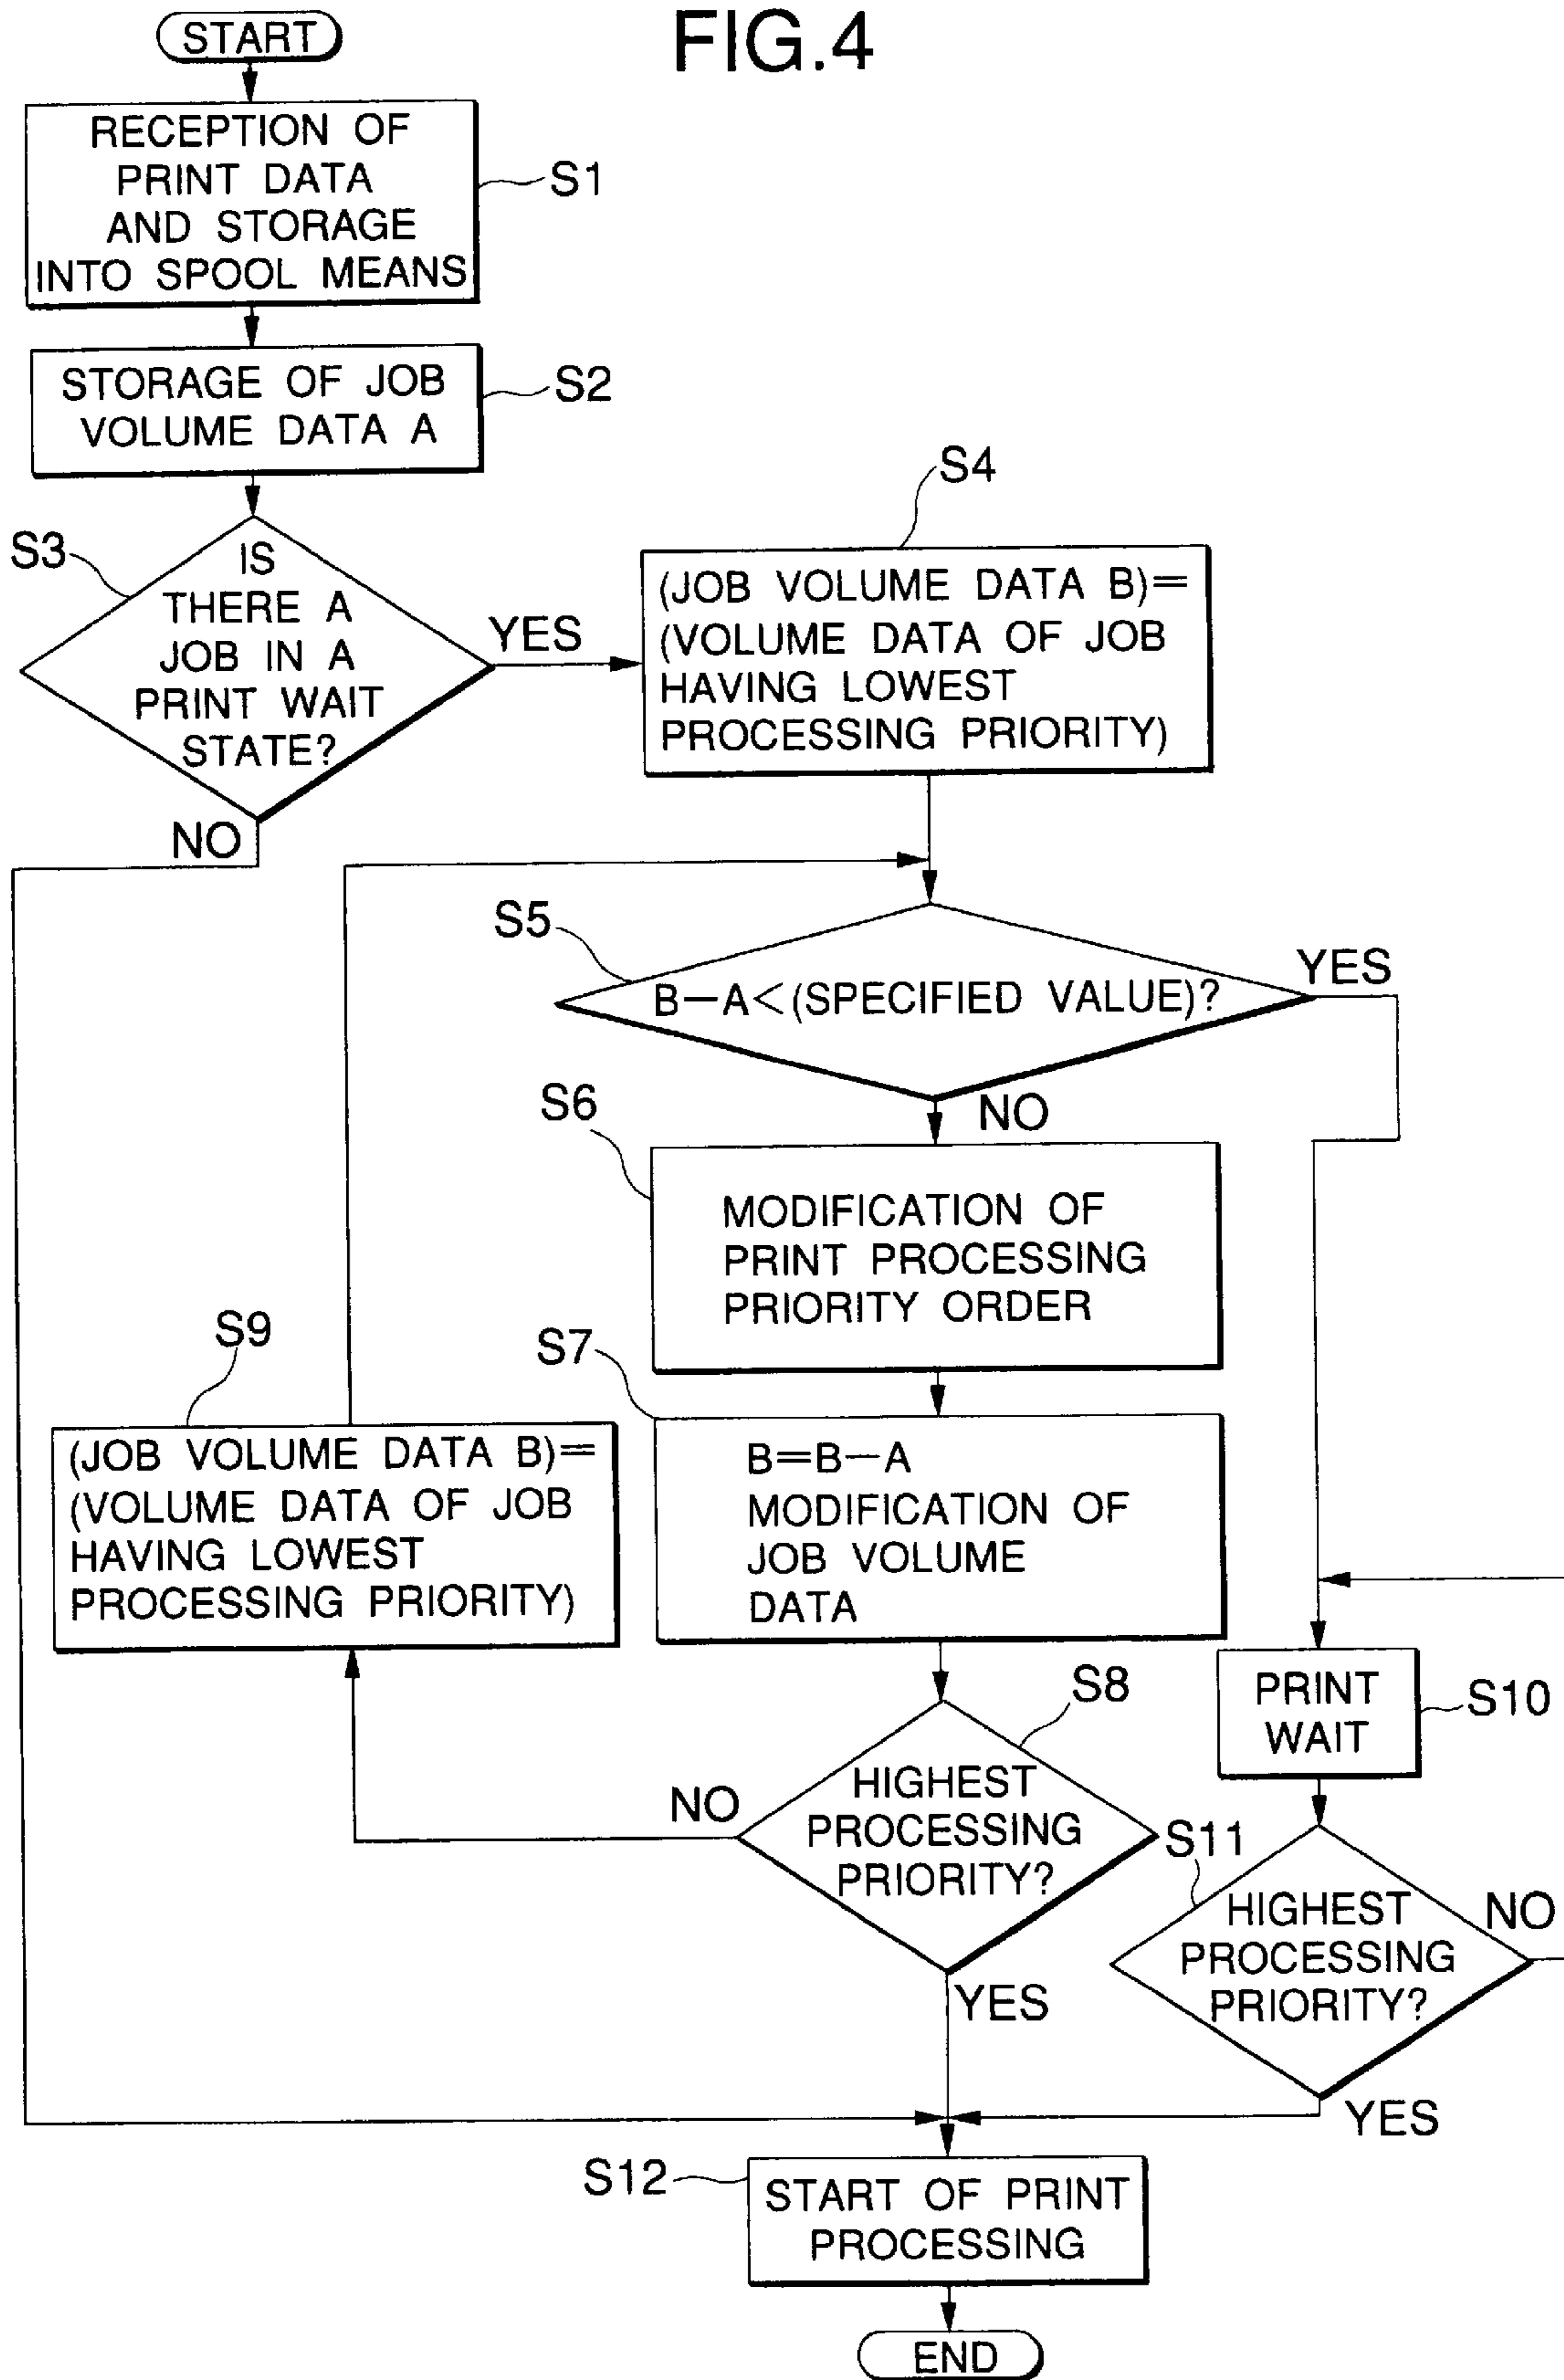 FIG.4
START
RECEPTION OF
PRINT DATA
AND STORAGE
INTO SPOOL MEANS
S1
STORAGE OF JOB
VOLUME DATA A
S2
S3
IS
THERE A
JOB IN A
PRINT WAIT
STATE?
YES
NO
S4
(JOB VOLUME DATA B)=
(VOLUME DATA OF JOB
HAVING LOWEST
PROCESSING PRIORITY)
S5
B-A<(SPECIFIED VALUE)?
YES
NO
S6
MODIFICATION OF
PRINT PROCESSING
PRIORITY ORDER
S7
B=B-A
MODIFICATION OF
JOB VOLUME
DATA
S9
(JOB VOLUME DATA B)=
(VOLUME DATA OF JOB
HAVING LOWEST
PROCESSING PRIORITY)
S8
HIGHEST
PROCESSING
PRIORITY?
NO
YES
PRINT
WAIT
S10
S11
HIGHEST
PROCESSING
PRIORITY?
NO
YES
S12
START OF PRINT
PROCESSING
END